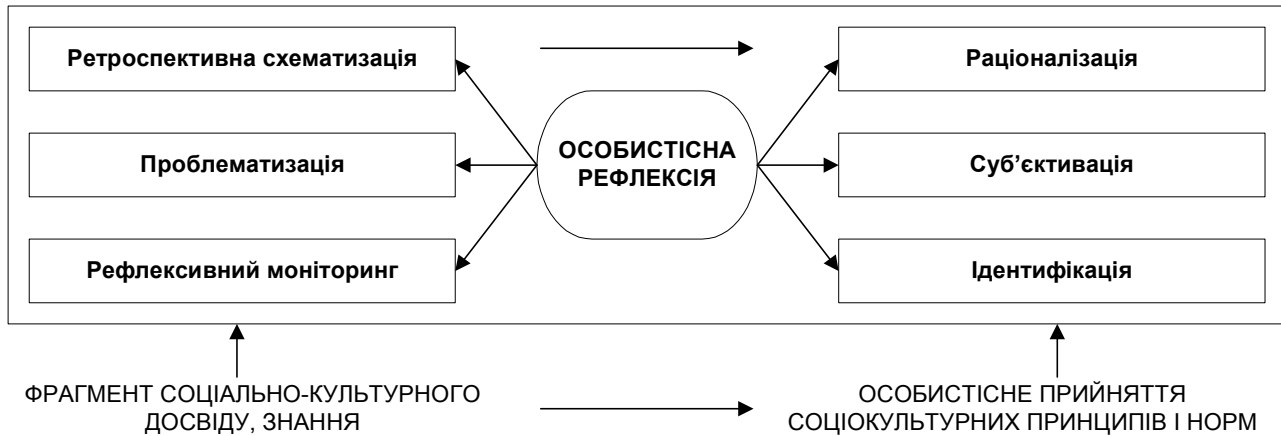 Ретроспективна схематизація
Раціоналізація
ОСОБИСТІСНА
РЕФЛЕКСІЯ
Проблематизація
Суб’єктивація
Рефлексивний моніторинг
Ідентифікація
ФРАГМЕНТ СОЦІАЛЬНО-КУЛЬТУРНОГО
ДОСВІДУ, ЗНАННЯ
ОСОБИСТІСНЕ ПРИЙНЯТТЯ
СОЦІОКУЛЬТУРНИХ ПРИНЦИПІВ І НОРМ